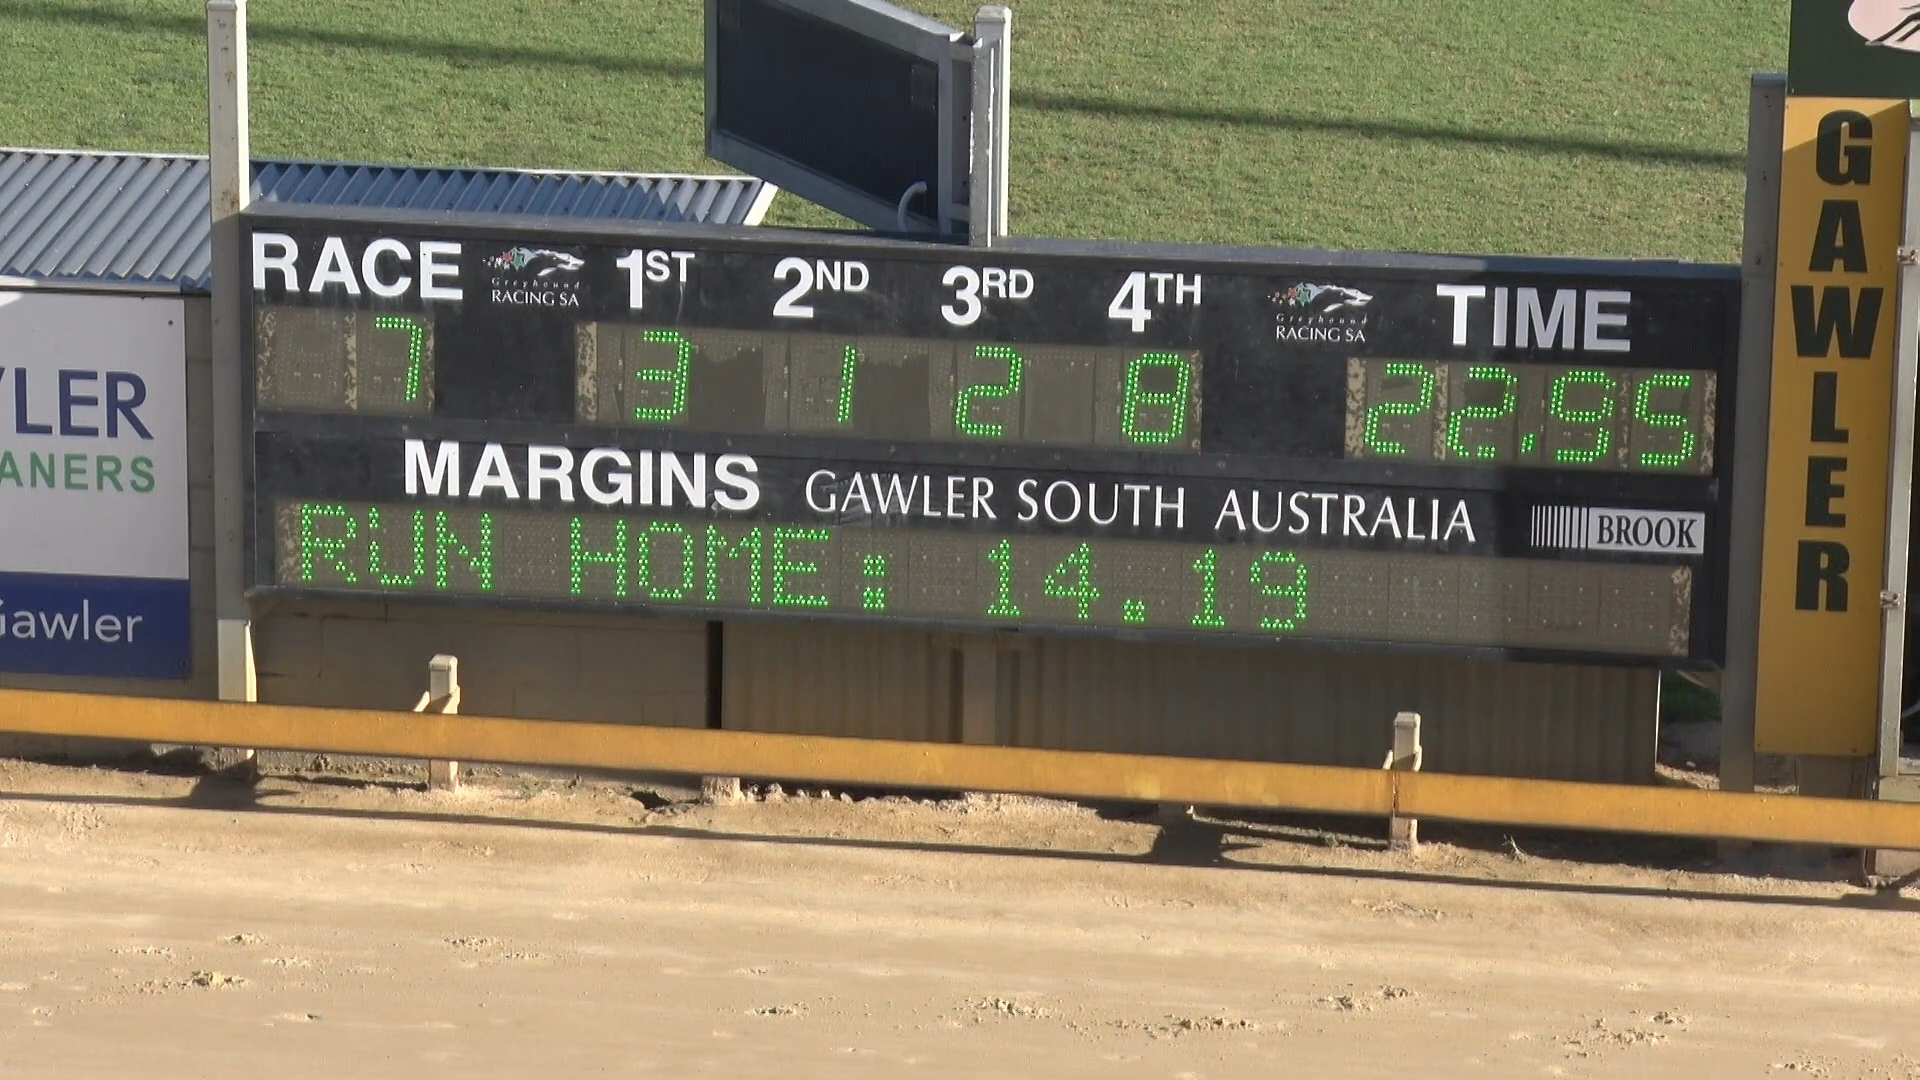 RACE 1ST 2ND 3RD 4TH TIME
Greyhound RACING SA
Greyhound RACING SA
7 3 1 2 8 22.95
MARGINS GAWLER SOUTH AUSTRALIA BROOK
RUN HOME: 14.19
GAWLER
LER
ANERS
Gawler